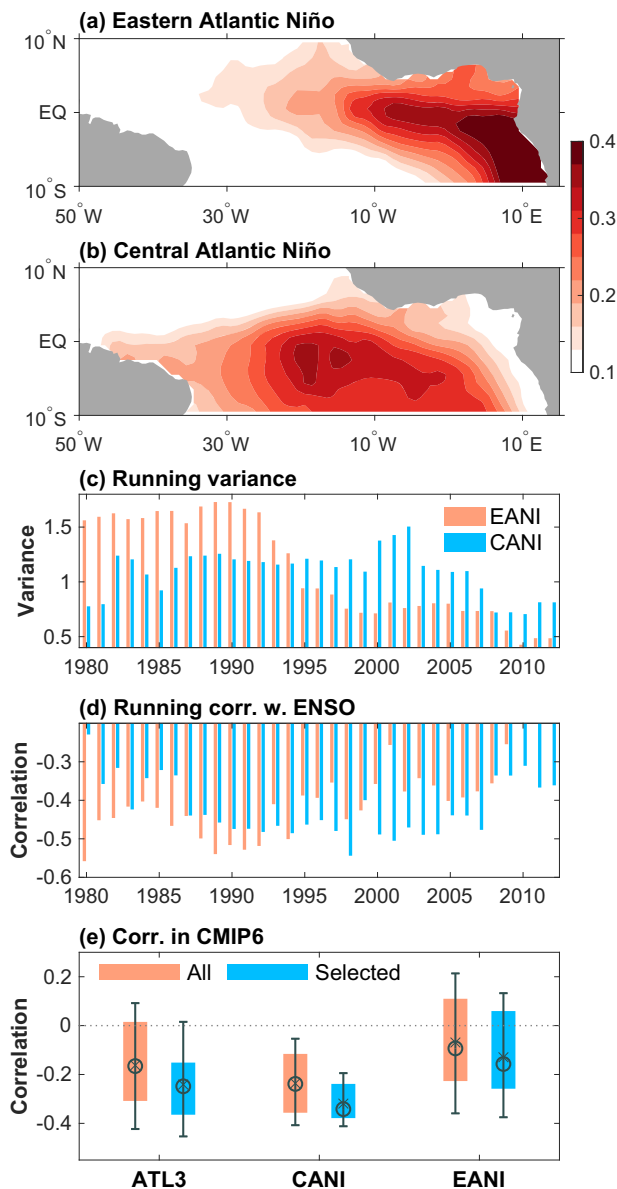 (a) Eastern Atlantic Niño
10°N
EQ
10°S
50°W 30°W 10°W 10°E
(b) Central Atlantic Niño
10°N
EQ
10°S
50°W 30°W 10°W 10°E
0.4
0.3
0.2
0.1
(c) Running variance
Variance
1.5
1
0.5
EANI
CANI
1980 1985 1990 1995 2000 2005 2010
(d) Running corr. w. ENSO
Correlation
-0.3
-0.4
-0.5
-0.6
1980 1985 1990 1995 2000 2005 2010
(e) Corr. in CMIP6
Correlation
0.2
0
-0.2
-0.4
All Selected
ATL3 CANI EANI